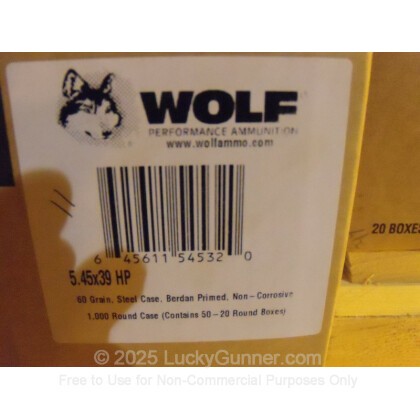 WOLF
PERFORMANCE AMMUNITION
www.wolfammo.com
6 45611 54532 0
5.45x39 HP
60 Grain, Steel Case, Berdan Primed, Non-Corrosive
1,000 Round Case (Contains 50-20 Round Boxes)
20 BOXES
© 2025 LuckyGunner.com
Permission to Use for Non-Commercial Purposes Only